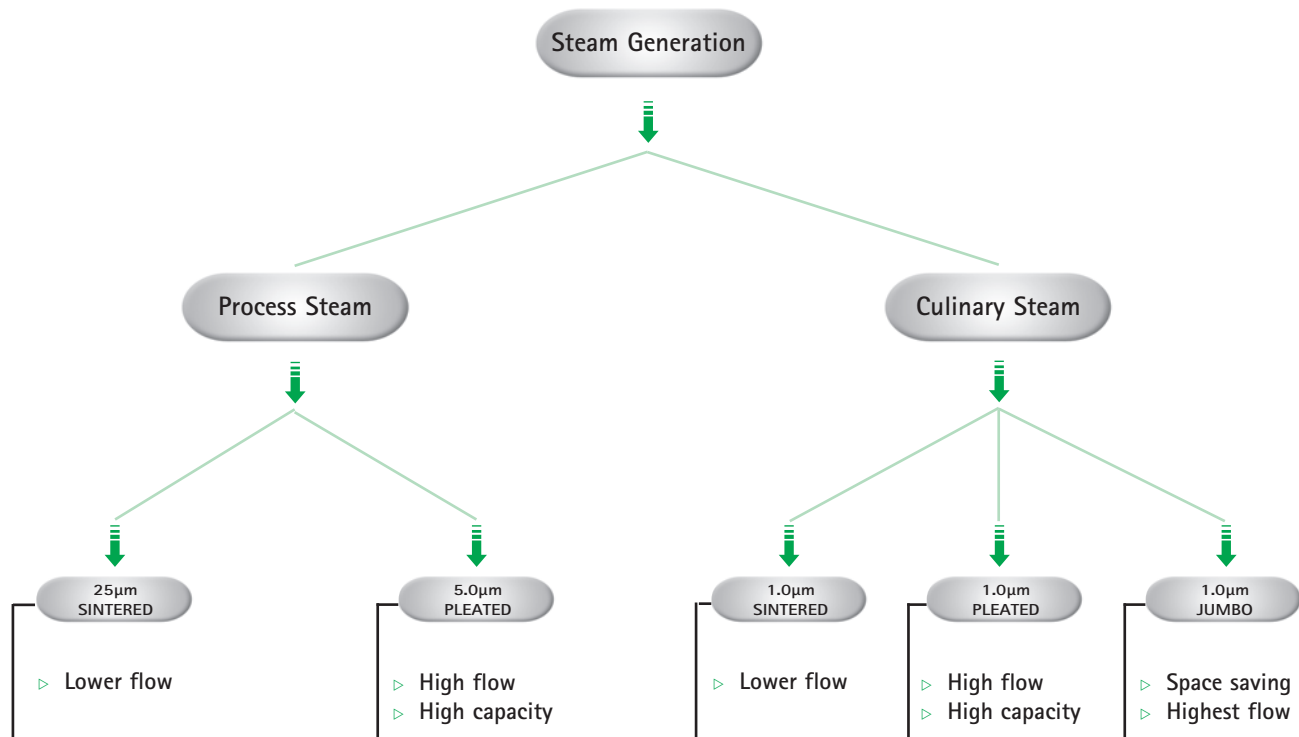 Steam Generation
Process Steam
Culinary Steam
25µm
SINTERED
5.0µm
PLEATED
1.0µm
SINTERED
1.0µm
PLEATED
1.0µm
JUMBO
Lower flow
High flow
High capacity
Lower flow
High flow
High capacity
Space saving
Highest flow